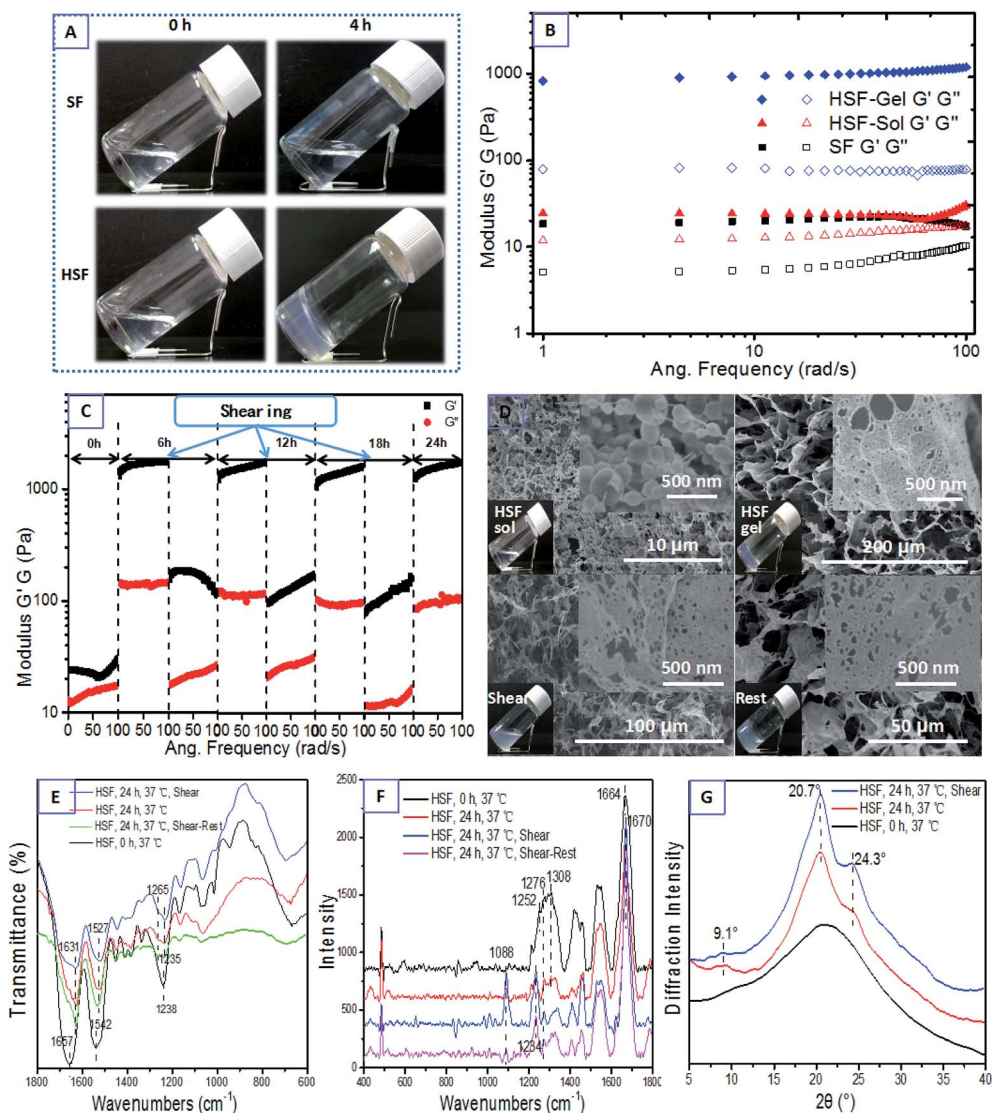 A
0 h
4 h
SF
HSF
B
Modulus G' G (Pa)
1000
100
10
1
HSF-Gel G' G"
HSF-Sol G' G"
SF G' G"
1
10
100
Ang. Frequency (rad/s)
C
Shearing
G'
G"
0h
6h
12h
18h
24h
Modulus G' G (Pa)
1000
100
10
0 50 100 50 100 50 100 50 100 50 100 50 100 50 100 50 100
Ang. Frequency (rad/s)
D
500 nm
HSF sol
10 μm
500 nm
HSF gel
200 μm
500 nm
Shear
100 μm
500 nm
Rest
50 μm
E
HSF, 24 h, 37 ℃, Shear
HSF, 24 h, 37 ℃
HSF, 24 h, 37 ℃, Shear-Rest
HSF, 0 h, 37 ℃
Transmittance (%)
1631
1527
1265
1235
1238
1542
1657
1800 1600 1400 1200 1000 800 600
Wavenumbers (cm⁻¹)
F
HSF, 0 h, 37 ℃
HSF, 24 h, 37 ℃
HSF, 24 h, 37 ℃, Shear
HSF, 24 h, 37 ℃, Shear-Rest
1664
1670
1276
1308
1252
1088
1234
Intensity
2500
2000
1500
1000
500
0
400 600 800 1000 1200 1400 1600 1800
Wavenumbers (cm⁻¹)
G
HSF, 24 h, 37 ℃, Shear
HSF, 24 h, 37 ℃
HSF, 0 h, 37 ℃
20.7°
24.3°
9.1°
Diffraction Intensity
5 10 15 20 25 30 35 40
2θ (°)